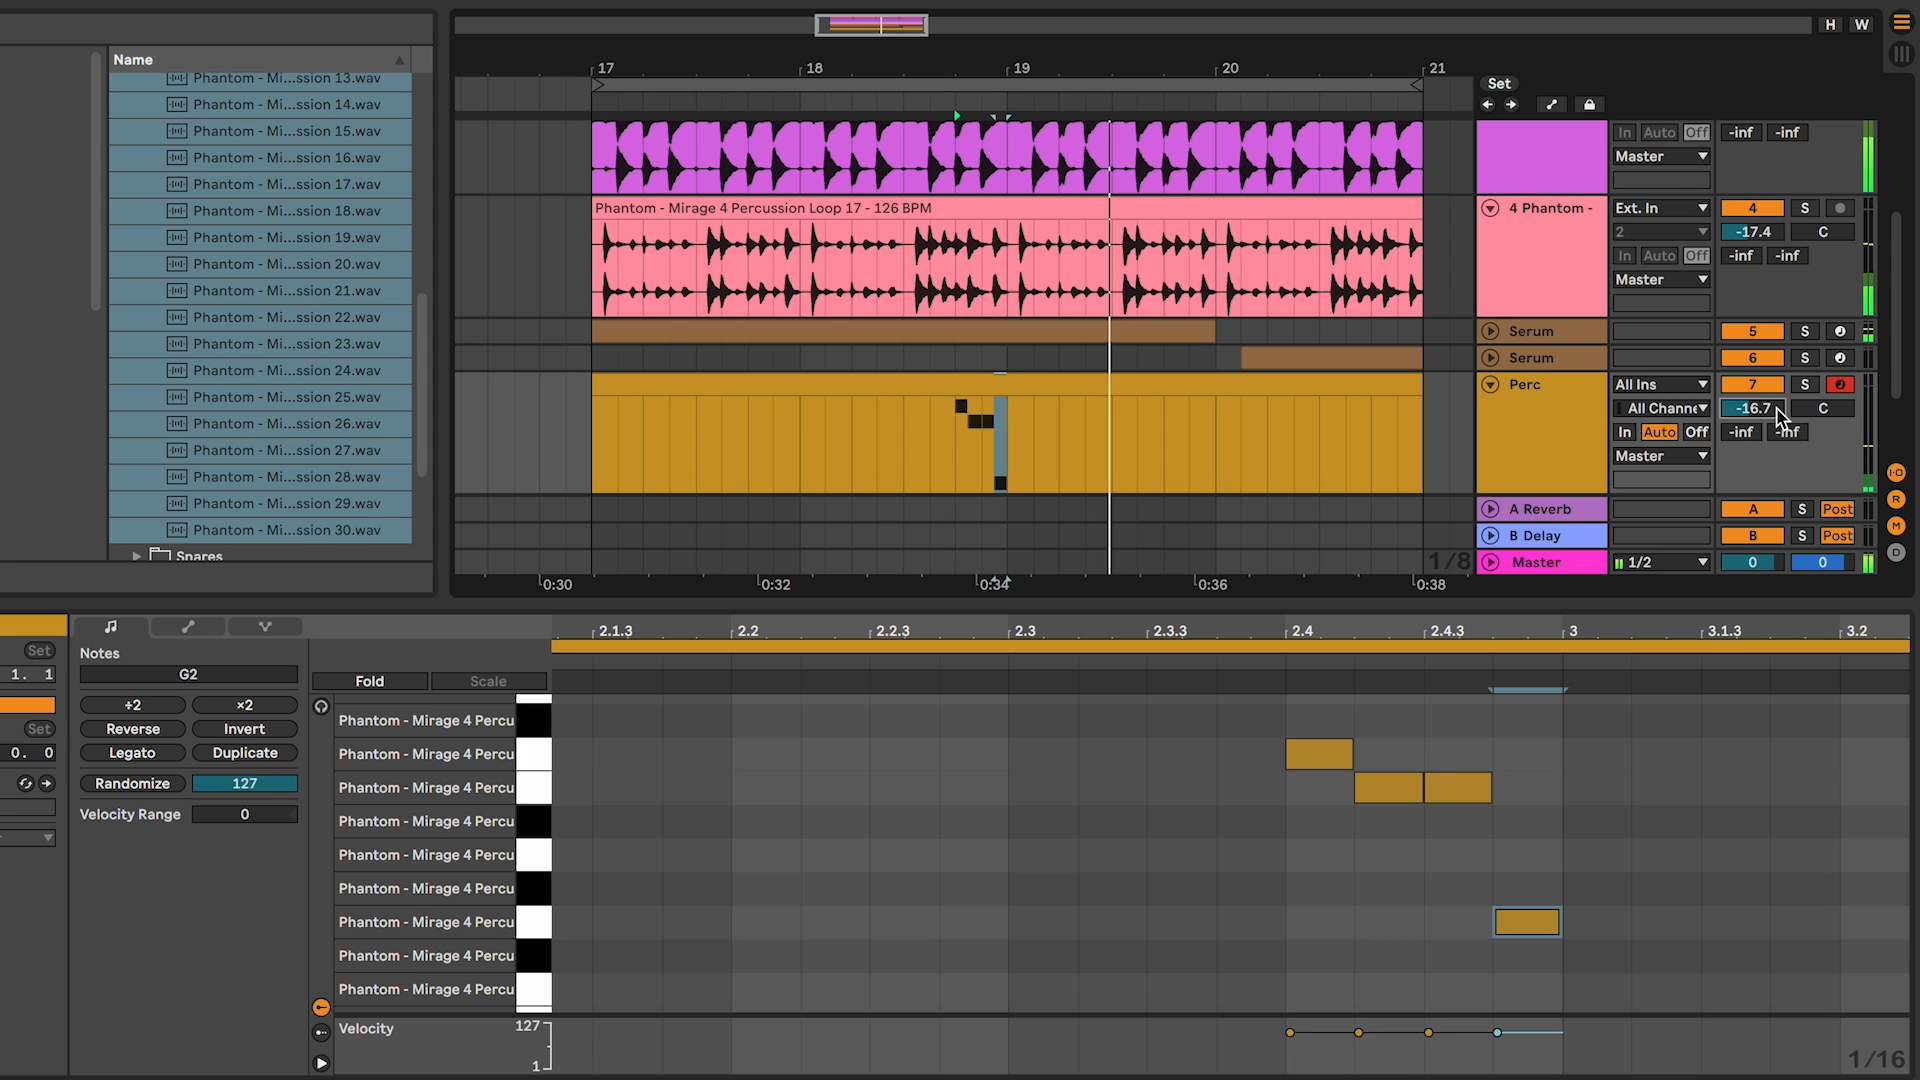 Name
Phantom - Mi...ssion 13.wav
Phantom - Mi...ssion 14.wav
Phantom - Mi...ssion 15.wav
Phantom - Mi...ssion 16.wav
Phantom - Mi...ssion 17.wav
Phantom - Mi...ssion 18.wav
Phantom - Mi...ssion 19.wav
Phantom - Mi...ssion 20.wav
Phantom - Mi...ssion 21.wav
Phantom - Mi...ssion 22.wav
Phantom - Mi...ssion 23.wav
Phantom - Mi...ssion 24.wav
Phantom - Mi...ssion 25.wav
Phantom - Mi...ssion 26.wav
Phantom - Mi...ssion 27.wav
Phantom - Mi...ssion 28.wav
Phantom - Mi...ssion 29.wav
Phantom - Mi...ssion 30.wav
Snares
H W
17 18 19 20 21
Set
In Auto Off -inf -inf
Master
Phantom - Mirage 4 Percussion Loop 17 - 126 BPM
4 Phantom - Ext. In 4 S
2 -17.4 C
In Auto Off -inf -inf
Master
Serum 5 S
Serum 6 S
Perc All Ins 7 S
All Channe -16.7 C
In Auto Off -inf -inf
Master
A Reverb A S Post
B Delay B S Post
Master 1/2 0 0
1/8
0:30 0:32 0:34 0:36 0:38
I·O
R
M
D
Set
1. 1
Set
0. 0
Notes
G2
÷2 ×2
Reverse Invert
Legato Duplicate
Randomize 127
Velocity Range 0
Fold Scale
2.1.3 2.2 2.2.3 2.3 2.3.3 2.4 2.4.3 3 3.1.3 3.2
Phantom - Mirage 4 Percu
Phantom - Mirage 4 Percu
Phantom - Mirage 4 Percu
Phantom - Mirage 4 Percu
Phantom - Mirage 4 Percu
Phantom - Mirage 4 Percu
Phantom - Mirage 4 Percu
Phantom - Mirage 4 Percu
Phantom - Mirage 4 Percu
Velocity 127
1
1/16